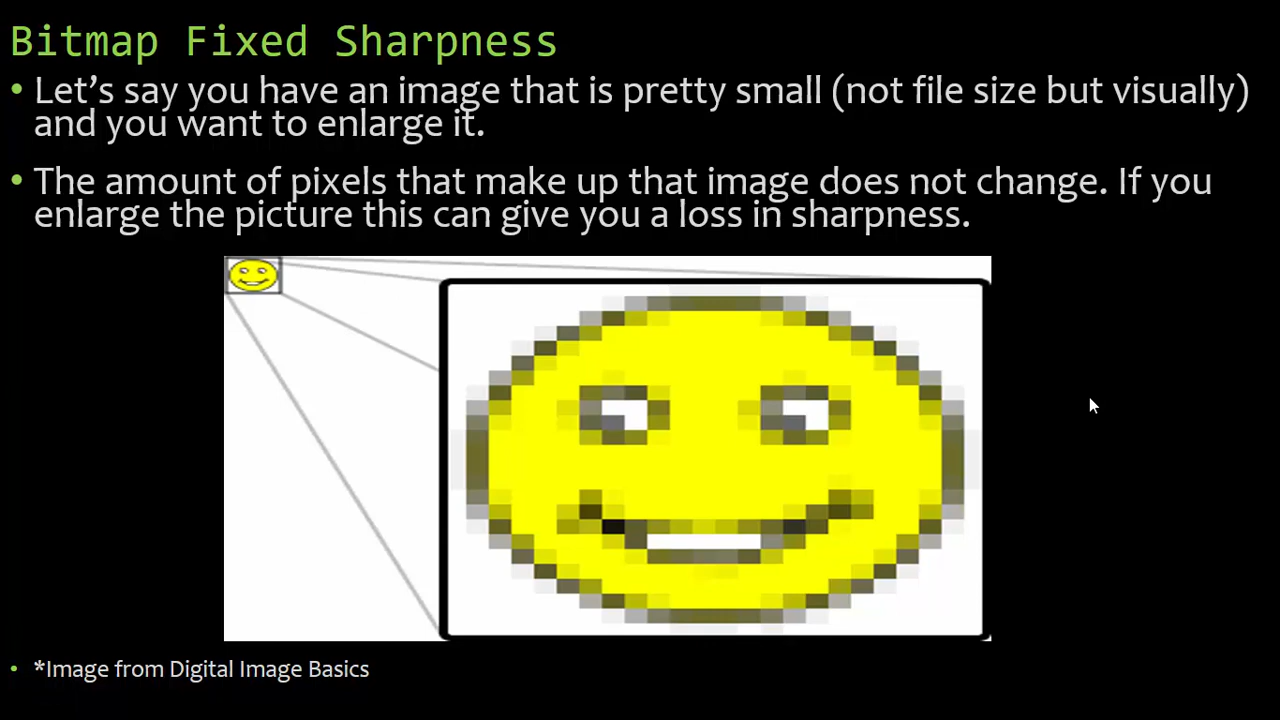 Bitmap Fixed Sharpness
• Let’s say you have an image that is pretty small (not file size but visually)
and you want to enlarge it.
• The amount of pixels that make up that image does not change. If you
enlarge the picture this can give you a loss in sharpness.
• *Image from Digital Image Basics